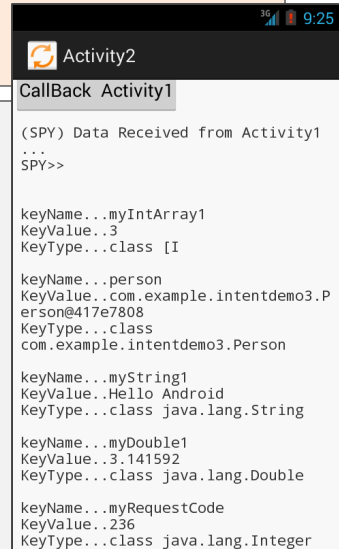 3G 9:25
Activity2
CallBack Activity1
(SPY) Data Received from Activity1
...
SPY>>
keyName...myIntArray1
KeyValue..3
KeyType...class [I
keyName...person
KeyValue..com.example.intentdemo3.P
erson@417e7808
KeyType...class
com.example.intentdemo3.Person
keyName...myString1
KeyValue..Hello Android
KeyType...class java.lang.String
keyName...myDouble1
KeyValue..3.141592
KeyType...class java.lang.Double
keyName...myRequestCode
KeyValue..236
KeyType...class java.lang.Integer